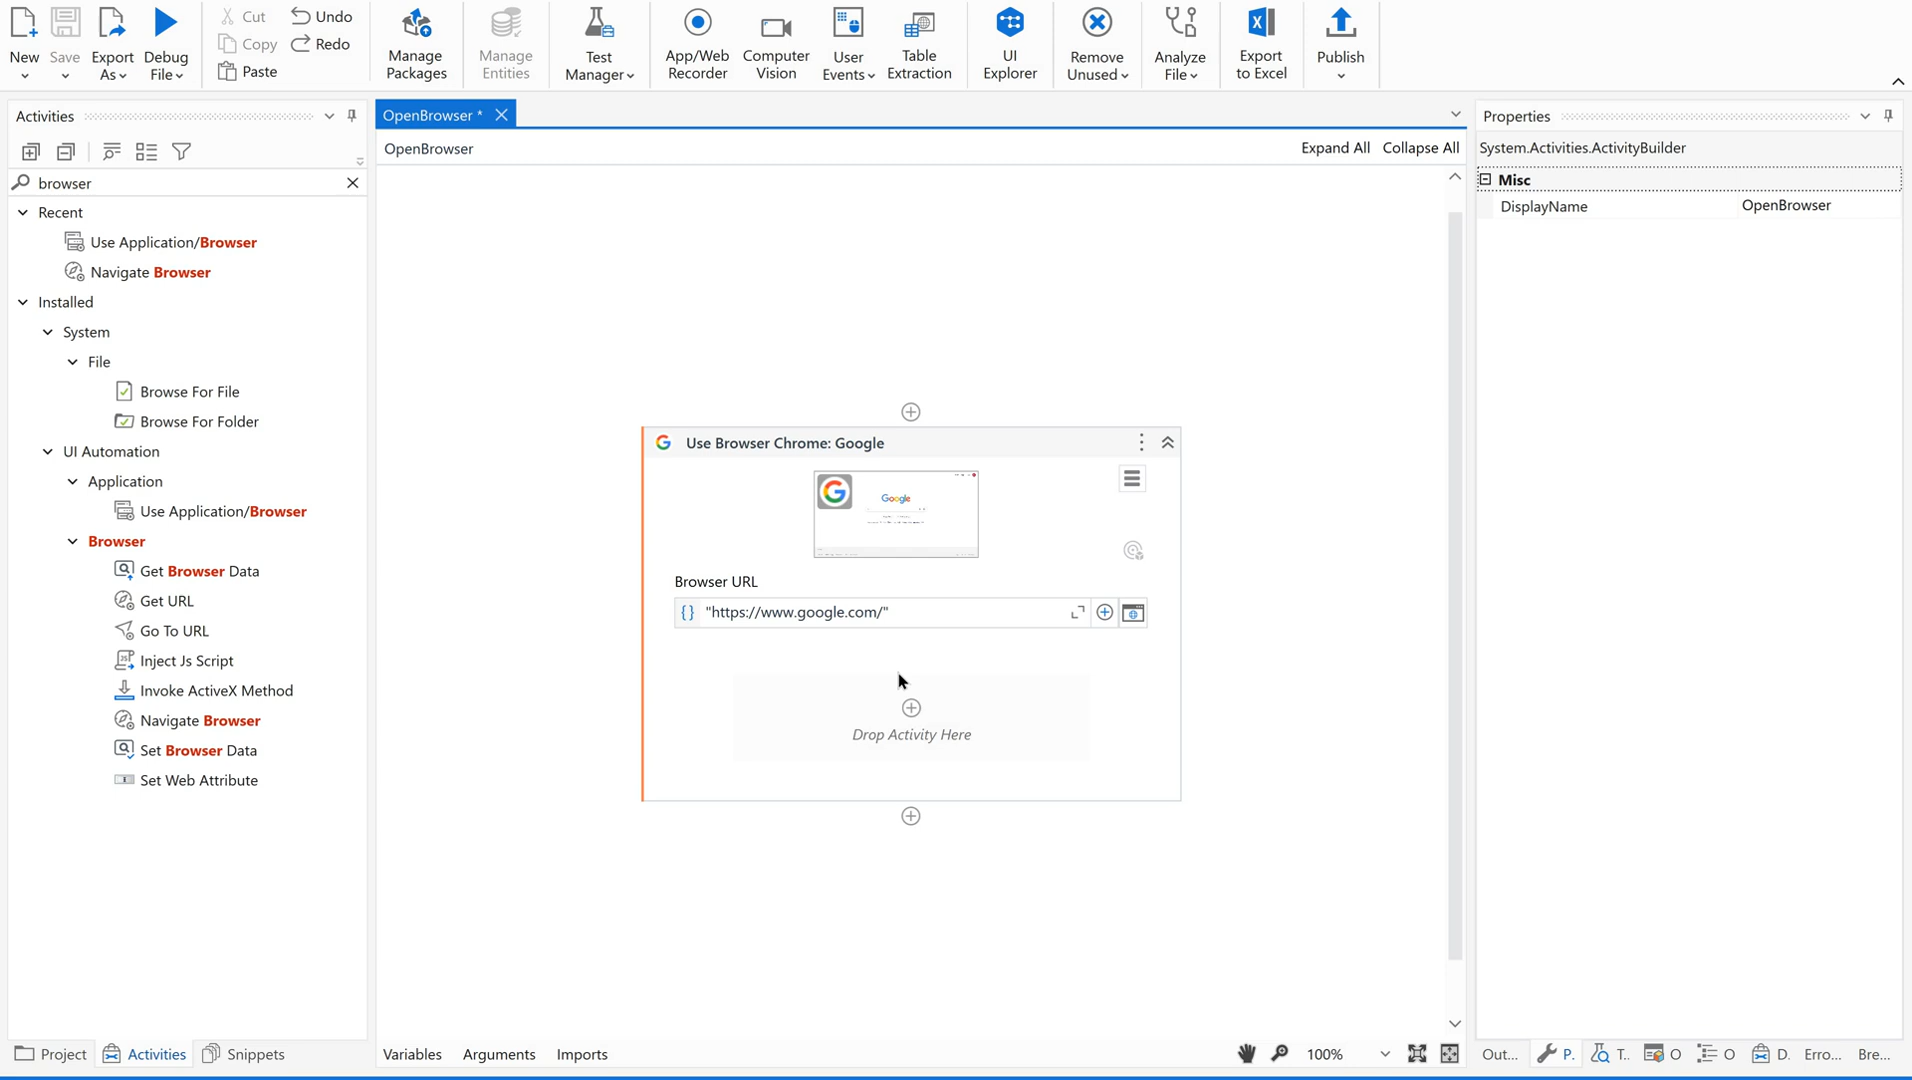 New
Save
Export As
Debug File
Cut
Copy
Paste
Undo
Redo
Manage Packages
Manage Entities
Test Manager
App/Web Recorder
Computer Vision
User Events
Table Extraction
UI Explorer
Remove Unused
Analyze File
Export to Excel
Publish
Activities
browser
Recent
Use Application/Browser
Navigate Browser
Installed
System
File
Browse For File
Browse For Folder
UI Automation
Application
Use Application/Browser
Browser
Get Browser Data
Get URL
Go To URL
Inject Js Script
Invoke ActiveX Method
Navigate Browser
Set Browser Data
Set Web Attribute
Project
Activities
Snippets
OpenBrowser *
OpenBrowser
Expand All
Collapse All
Use Browser Chrome: Google
Google
Browser URL
"https://www.google.com/"
Drop Activity Here
Variables
Arguments
Imports
100%
Properties
System.Activities.ActivityBuilder
Misc
DisplayName
OpenBrowser
Out...
P.
T..
O
O
D.
Erro...
Bre...